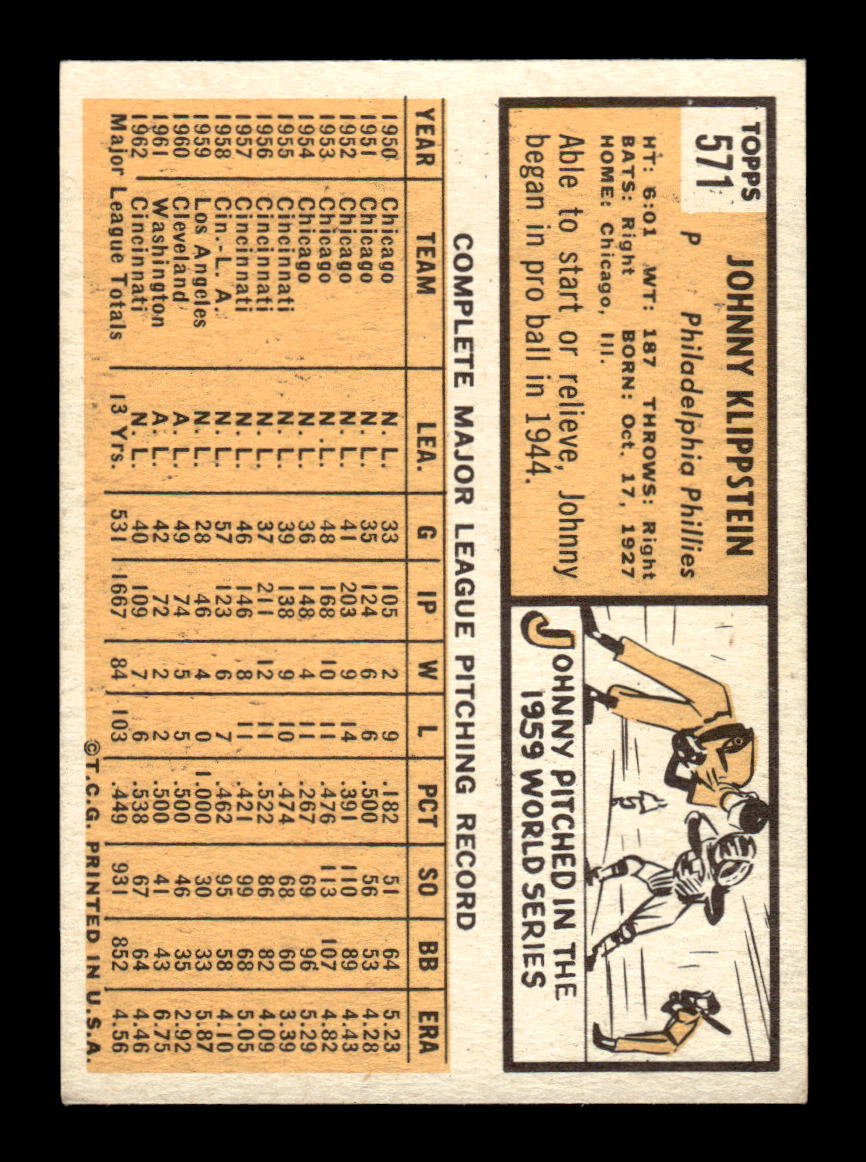 TOPPS
571
JOHNNY KLIPPSTEIN
P Philadelphia Phillies
HT: 6:01 WT: 187 THROWS: Right
BATS: Right BORN: Oct. 17, 1927
HOME: Chicago, Ill.
Able to start or relieve, Johnny
began in pro ball in 1944.
JOHNNY PITCHED IN THE
1959 WORLD SERIES
COMPLETE MAJOR LEAGUE PITCHING RECORD
YEAR TEAM LEA. G IP W L PCT SO BB ERA
1950 Chicago N. L. 33 105 2 9 .182 51 64 5.23
1951 Chicago N. L. 35 124 6 6 .500 56 53 4.28
1952 Chicago N. L. 41 203 9 14 .391 110 89 4.43
1953 Chicago N. L. 48 168 10 11 .476 113 107 4.82
1954 Chicago N. L. 36 148 4 11 .267 69 96 5.29
1955 Cincinnati N. L. 39 138 9 10 .474 68 60 3.39
1956 Cincinnati N. L. 37 211 12 11 .522 86 82 4.09
1957 Cincinnati N. L. 46 146 8 11 .421 99 68 5.05
1958 Cin.-L. A. N. L. 57 123 6 7 .462 95 58 4.10
1959 Los Angeles N. L. 28 46 4 0 1.000 30 33 5.87
1960 Cleveland A. L. 49 74 5 5 .500 46 35 2.92
1961 Washington A. L. 42 72 2 2 .500 41 43 6.75
1962 Cincinnati N. L. 40 109 7 6 .538 67 64 4.46
Major League Totals 13 Yrs. 531 1667 84 103 .449 931 852 4.56
©T.C.G. PRINTED IN U.S.A.